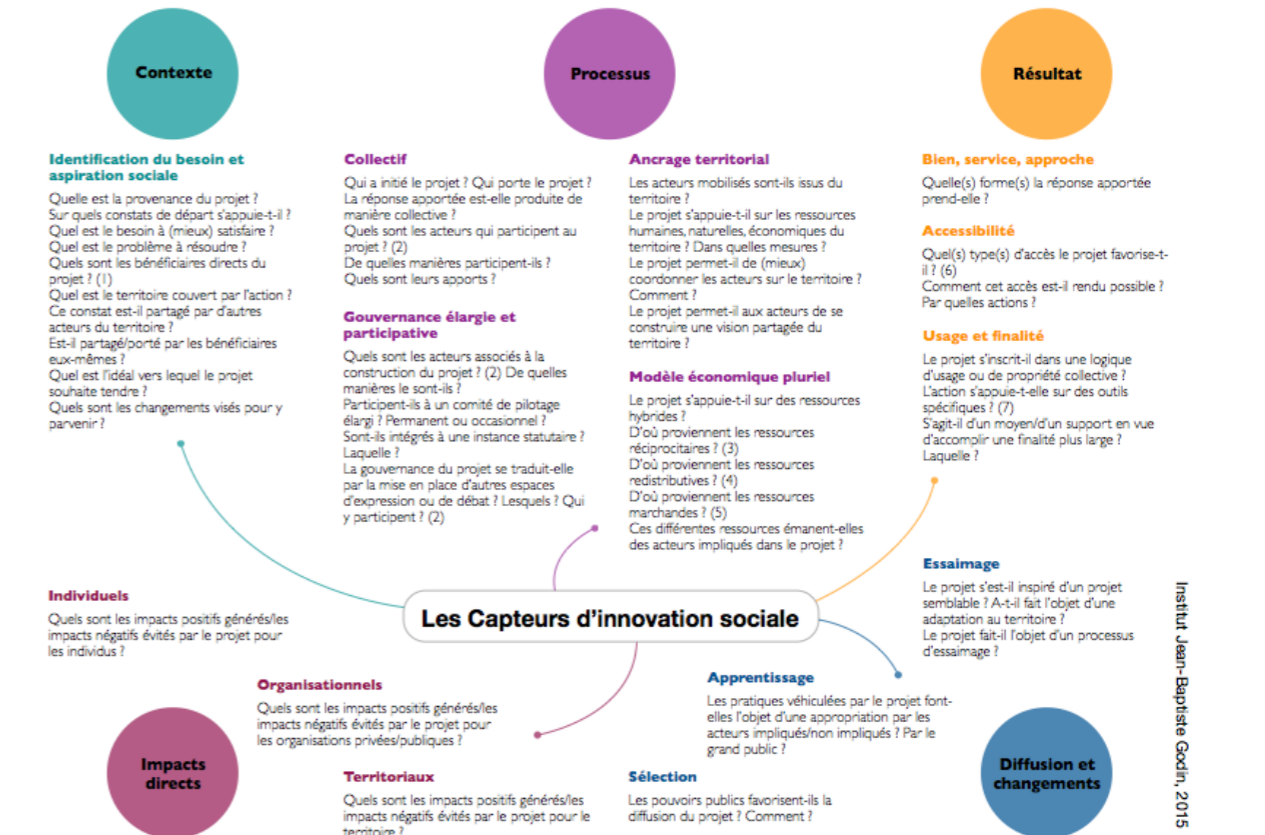 Contexte
Identification du besoin et
aspiration sociale
Quelle est la provenance du projet ?
Sur quels constats de départ s'appuie-t-il ?
Quel est le besoin à (mieux) satisfaire ?
Quel est le problème à résoudre ?
Quels sont les bénéficiaires directs du
projet ? (1)
Quel est le territoire couvert par l'action ?
Ce constat est-il partagé par d'autres
acteurs du territoire ?
Est-il partagé/porté par les bénéficiaires
eux-mêmes ?
Quel est l'idéal vers lequel le projet
souhaite tendre ?
Quels sont les changements visés pour y
parvenir ?
Processus
Collectif
Qui a initié le projet ? Qui porte le projet ?
La réponse apportée est-elle produite de
manière collective ?
Quels sont les acteurs qui participent au
projet ? (2)
De quelles manières participent-ils ?
Quels sont leurs apports ?
Gouvernance élargie et
participative
Quels sont les acteurs associés à la
construction du projet ? (2) De quelles
manières le sont-ils ?
Participent-ils à un comité de pilotage
élargi ? Permanent ou occasionnel ?
Sont-ils intégrés à une instance statutaire ?
Laquelle ?
La gouvernance du projet se traduit-elle
par la mise en place d'autres espaces
d'expression ou de débat ? Lesquels ? Qui
y participent ? (2)
Ancrage territorial
Les acteurs mobilisés sont-ils issus du
territoire ?
Le projet s'appuie-t-il sur les ressources
humaines, naturelles, économiques du
territoire ? Dans quelles mesures ?
Le projet permet-il de (mieux)
coordonner les acteurs sur le territoire ?
Comment ?
Le projet permet-il aux acteurs de se
construire une vision partagée du
territoire ?
Modèle économique pluriel
Le projet s'appuie-t-il sur des ressources
hybrides ?
D'où proviennent les ressources
réciprocitaires ? (3)
D'où proviennent les ressources
redistributives ? (4)
D'où proviennent les ressources
marchandes ? (5)
Ces différentes ressources émanent-elles
des acteurs impliqués dans le projet ?
Résultat
Bien, service, approche
Quelle(s) forme(s) la réponse apportée
prend-elle ?
Accessibilité
Quel(s) type(s) d'accès le projet favorise-t-
il ? (6)
Comment cet accès est-il rendu possible ?
Par quelles actions ?
Usage et finalité
Le projet s'inscrit-il dans une logique
d'usage ou de propriété collective ?
L'action s'appuie-t-elle sur des outils
spécifiques ? (7)
S'agit-il d'un moyen/d'un support en vue
d'accomplir une finalité plus large ?
Laquelle ?
Les Capteurs d'innovation sociale
Individuels
Quels sont les impacts positifs générés/les
impacts négatifs évités par le projet pour
les individus ?
Organisationnels
Quels sont les impacts positifs générés/les
impacts négatifs évités par le projet pour
les organisations privées/publiques ?
Impacts
directs
Territoriaux
Quels sont les impacts positifs générés/les
impacts négatifs évités par le projet pour le
territoire ?
Essaimage
Le projet s'est-il inspiré d'un projet
semblable ? A-t-il fait l'objet d'une
adaptation au territoire ?
Le projet fait-il l'objet d'un processus
d'essaimage ?
Apprentissage
Les pratiques véhiculées par le projet font-
elles l'objet d'une appropriation par les
acteurs impliqués/non impliqués ? Par le
grand public ?
Sélection
Les pouvoirs publics favorisent-ils la
diffusion du projet ? Comment ?
Diffusion et
changements
Institut Jean-Baptiste Godin, 2015